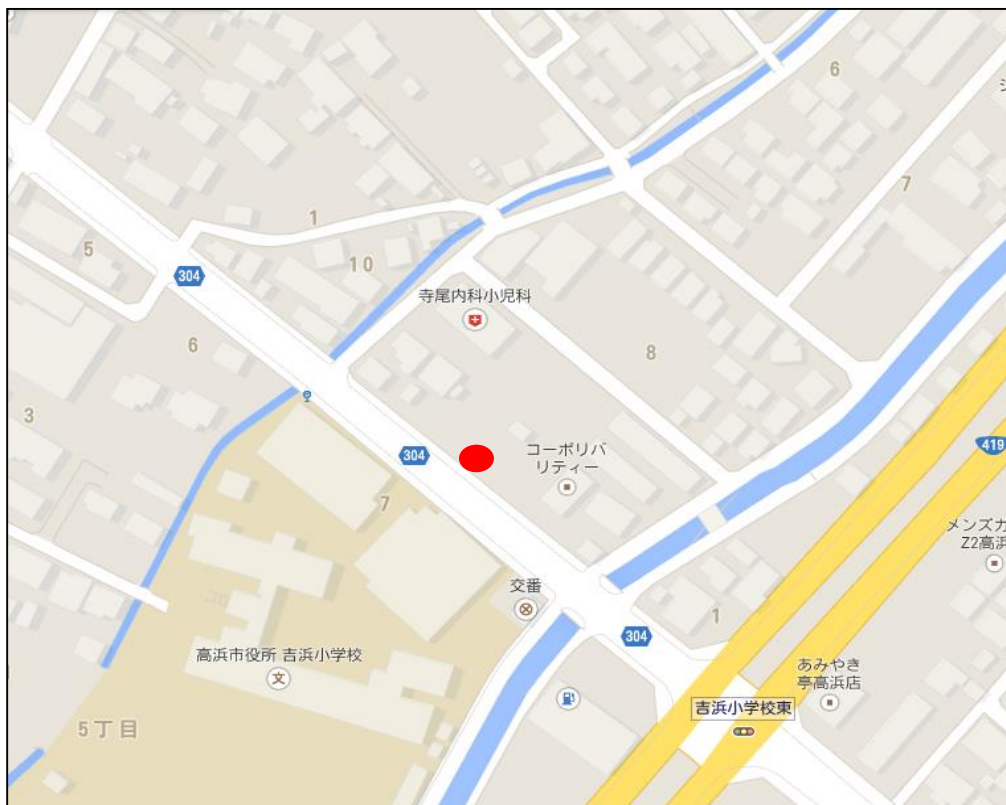 6
シ
7
1
5
10
304
寺尾内科小児科
6
8
3
419
304
コーポリバ
リティー
7
メンズカ
Z2高浜
交番
1
304
高浜市役所 吉浜小学校
文
あみやき
亭高浜店
吉浜小学校東
5丁目